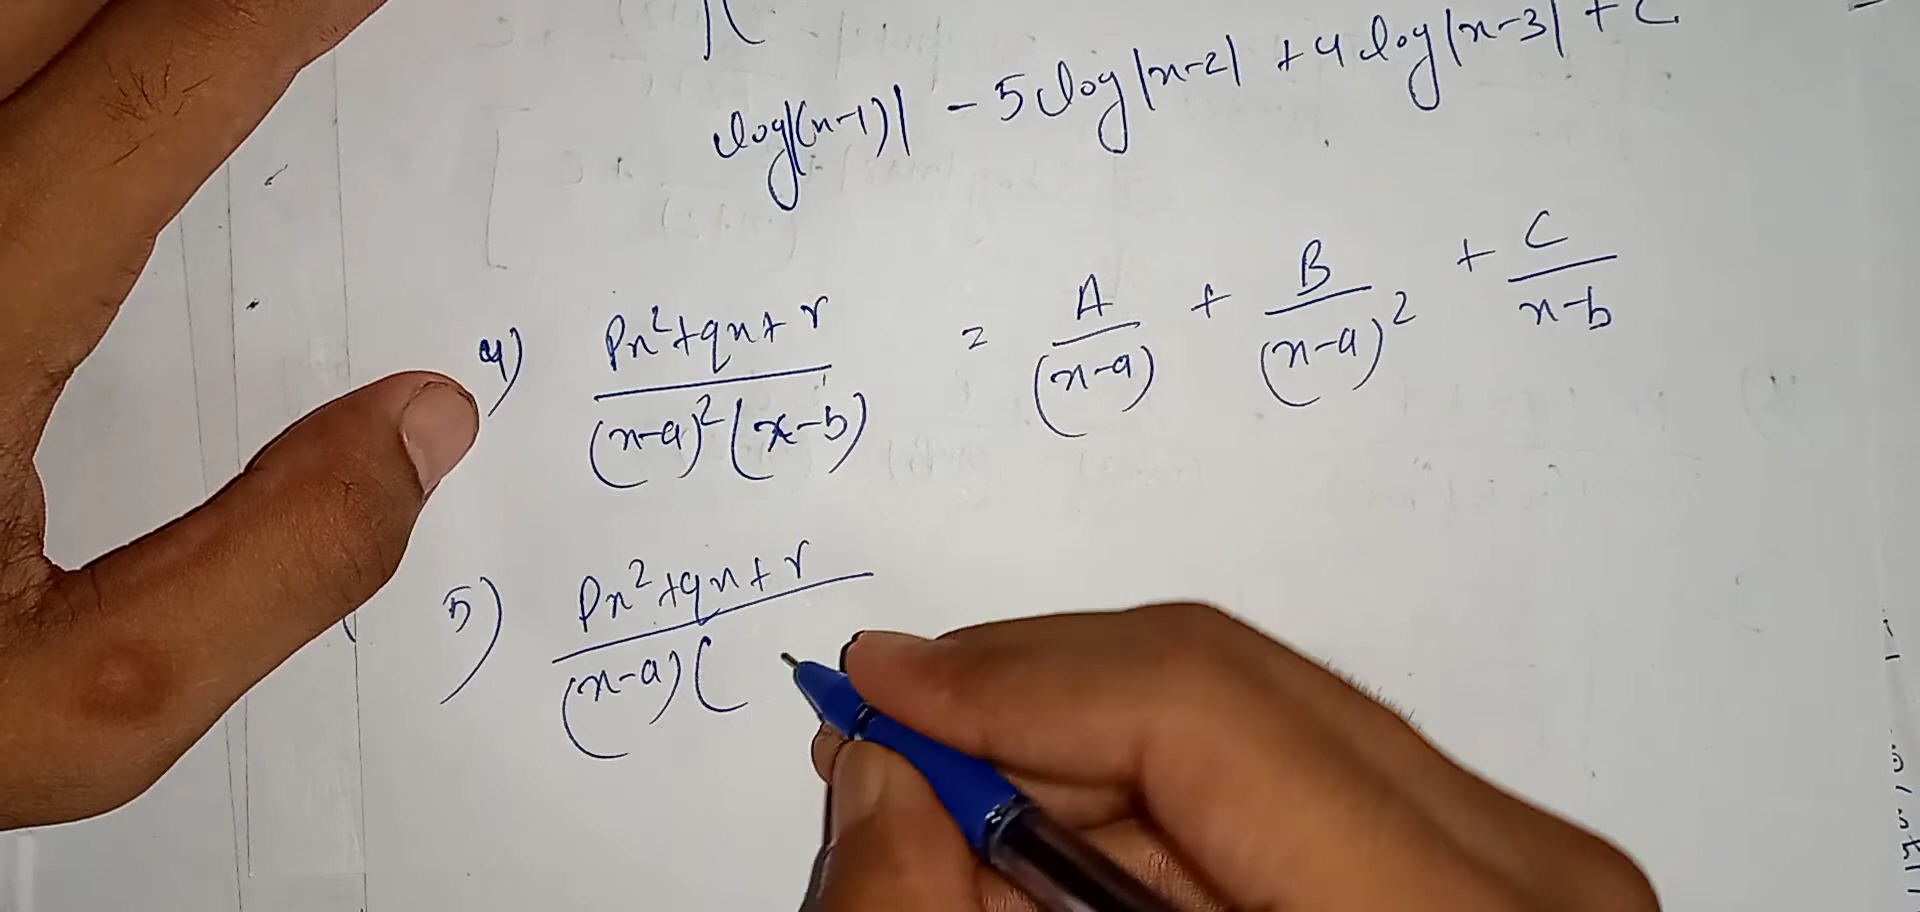 log|(x-1)| - 5 log|x-2| + 4 log|x-3| + C
4) Px²+qx+r / (x-a)²(x-b) = A/(x-a) + B/(x-a)² + C/x-b
5) Px²+qx+r / (x-a)(